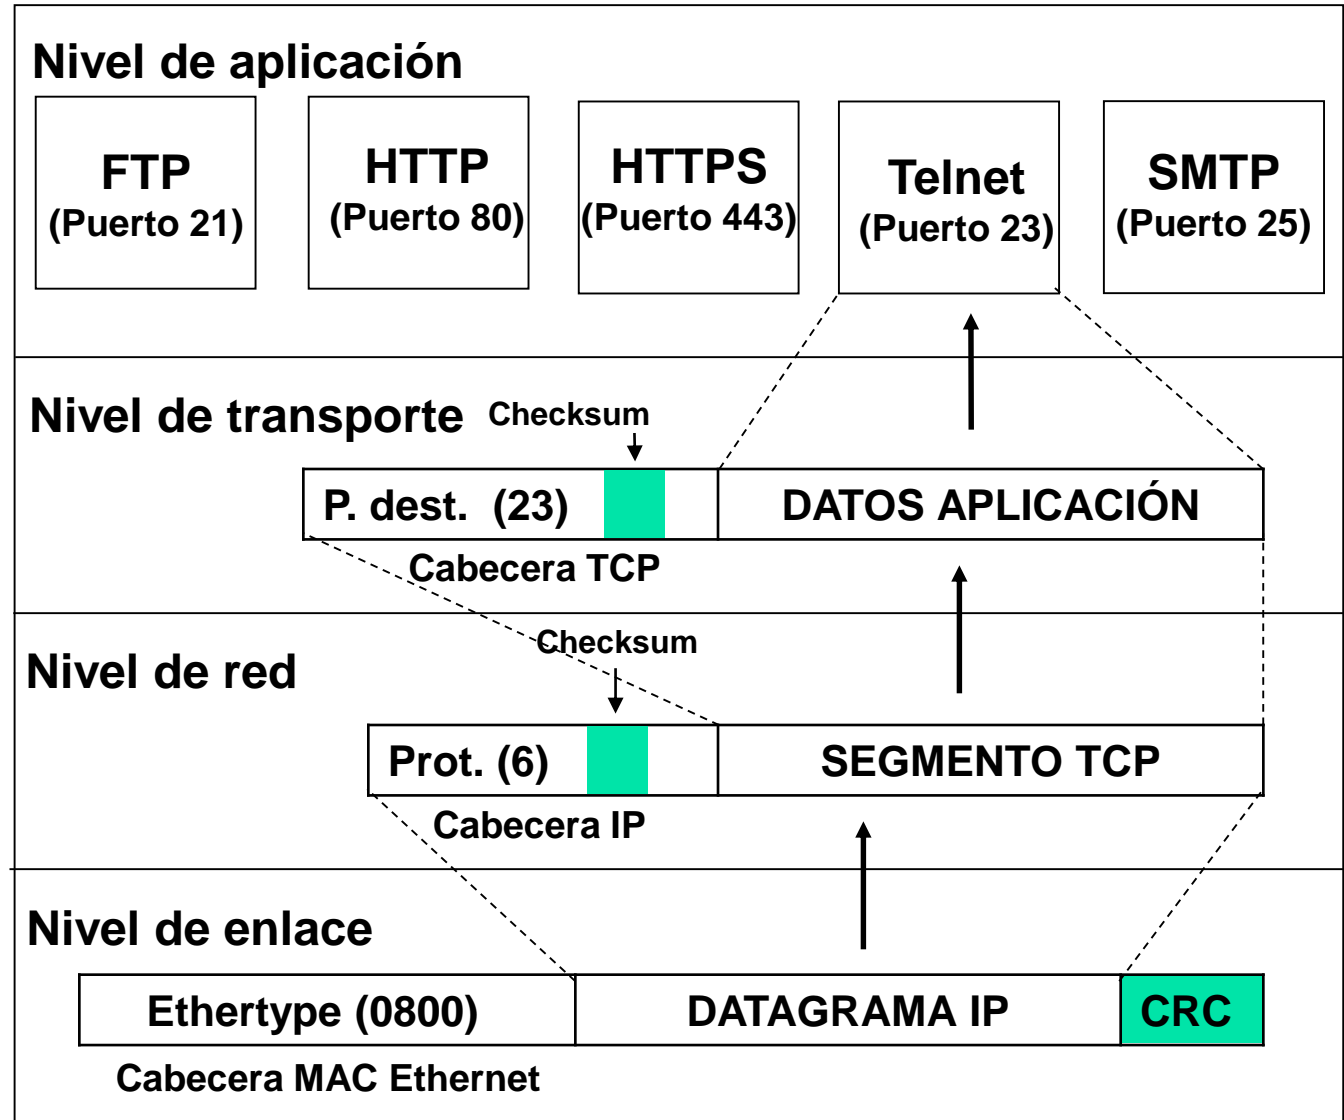 Nivel de aplicación
FTP
(Puerto 21)
HTTP
(Puerto 80)
HTTPS
(Puerto 443)
Telnet
(Puerto 23)
SMTP
(Puerto 25)
Nivel de transporte
Checksum
P. dest. (23)
DATOS APLICACIÓN
Cabecera TCP
Checksum
Nivel de red
Prot. (6)
SEGMENTO TCP
Cabecera IP
Nivel de enlace
Ethertype (0800)
DATAGRAMA IP
CRC
Cabecera MAC Ethernet